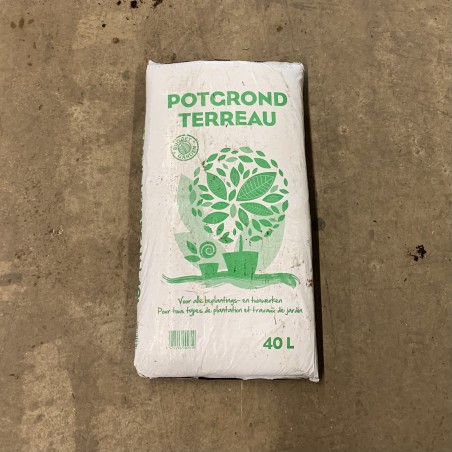 POTGROND
TERREAU
Voor alle beplantings- en tuinwerken
Pour tous types de plantation et travaux de jardin
40 L